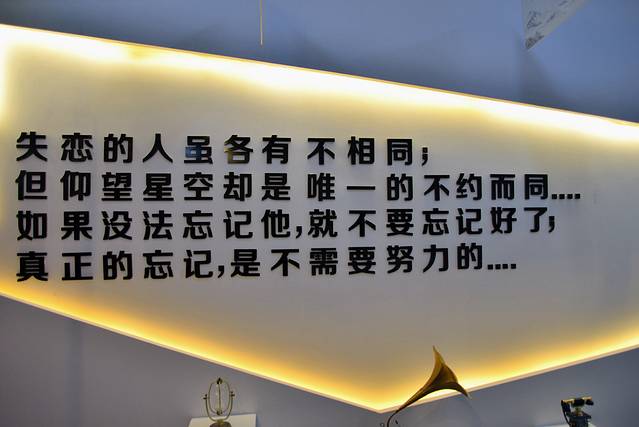 失恋的人虽各有不相同；
但仰望星空却是唯一的不约而同....
如果没法忘记他，就不要忘记好了；
真正的忘记，是不需要努力的....